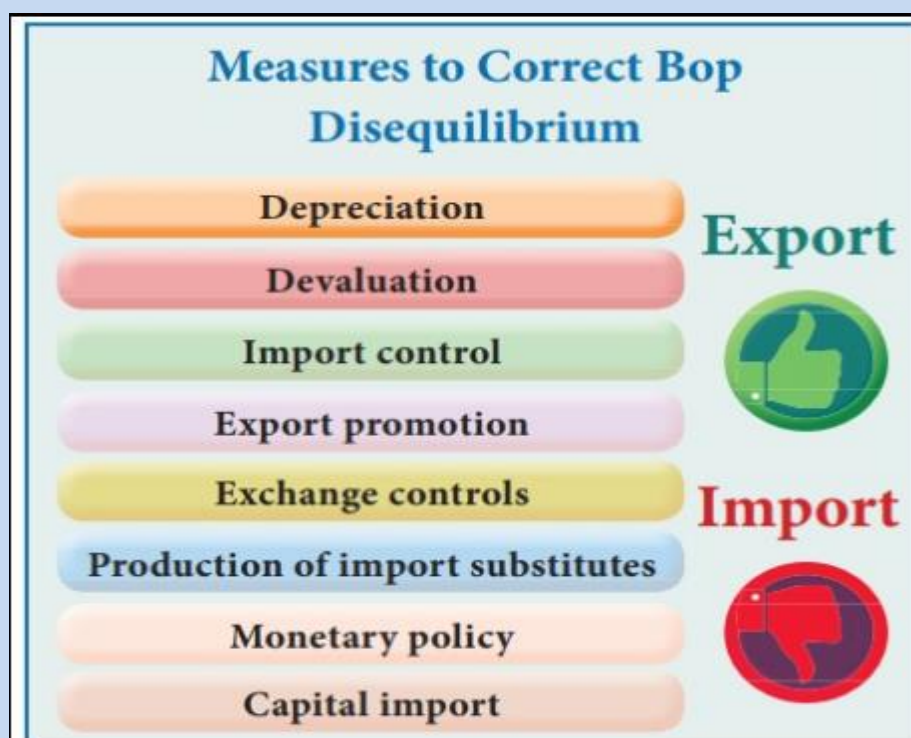 Measures to Correct Bop
Disequilibrium
Depreciation
Devaluation
Import control
Export promotion
Exchange controls
Production of import substitutes
Monetary policy
Capital import
Export
Import